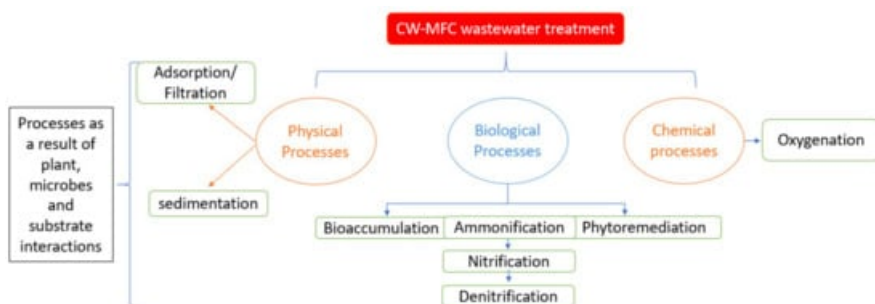 CW-MFC wastewater treatment
Adsorption/
Filtration
Processes as
a result of
plant,
microbes
and
substrate
interactions
Physical
Processes
Biological
Processes
Chemical
processes
Oxygenation
sedimentation
Bioaccumulation
Ammonification
Phytoremediation
Nitrification
Denitrification